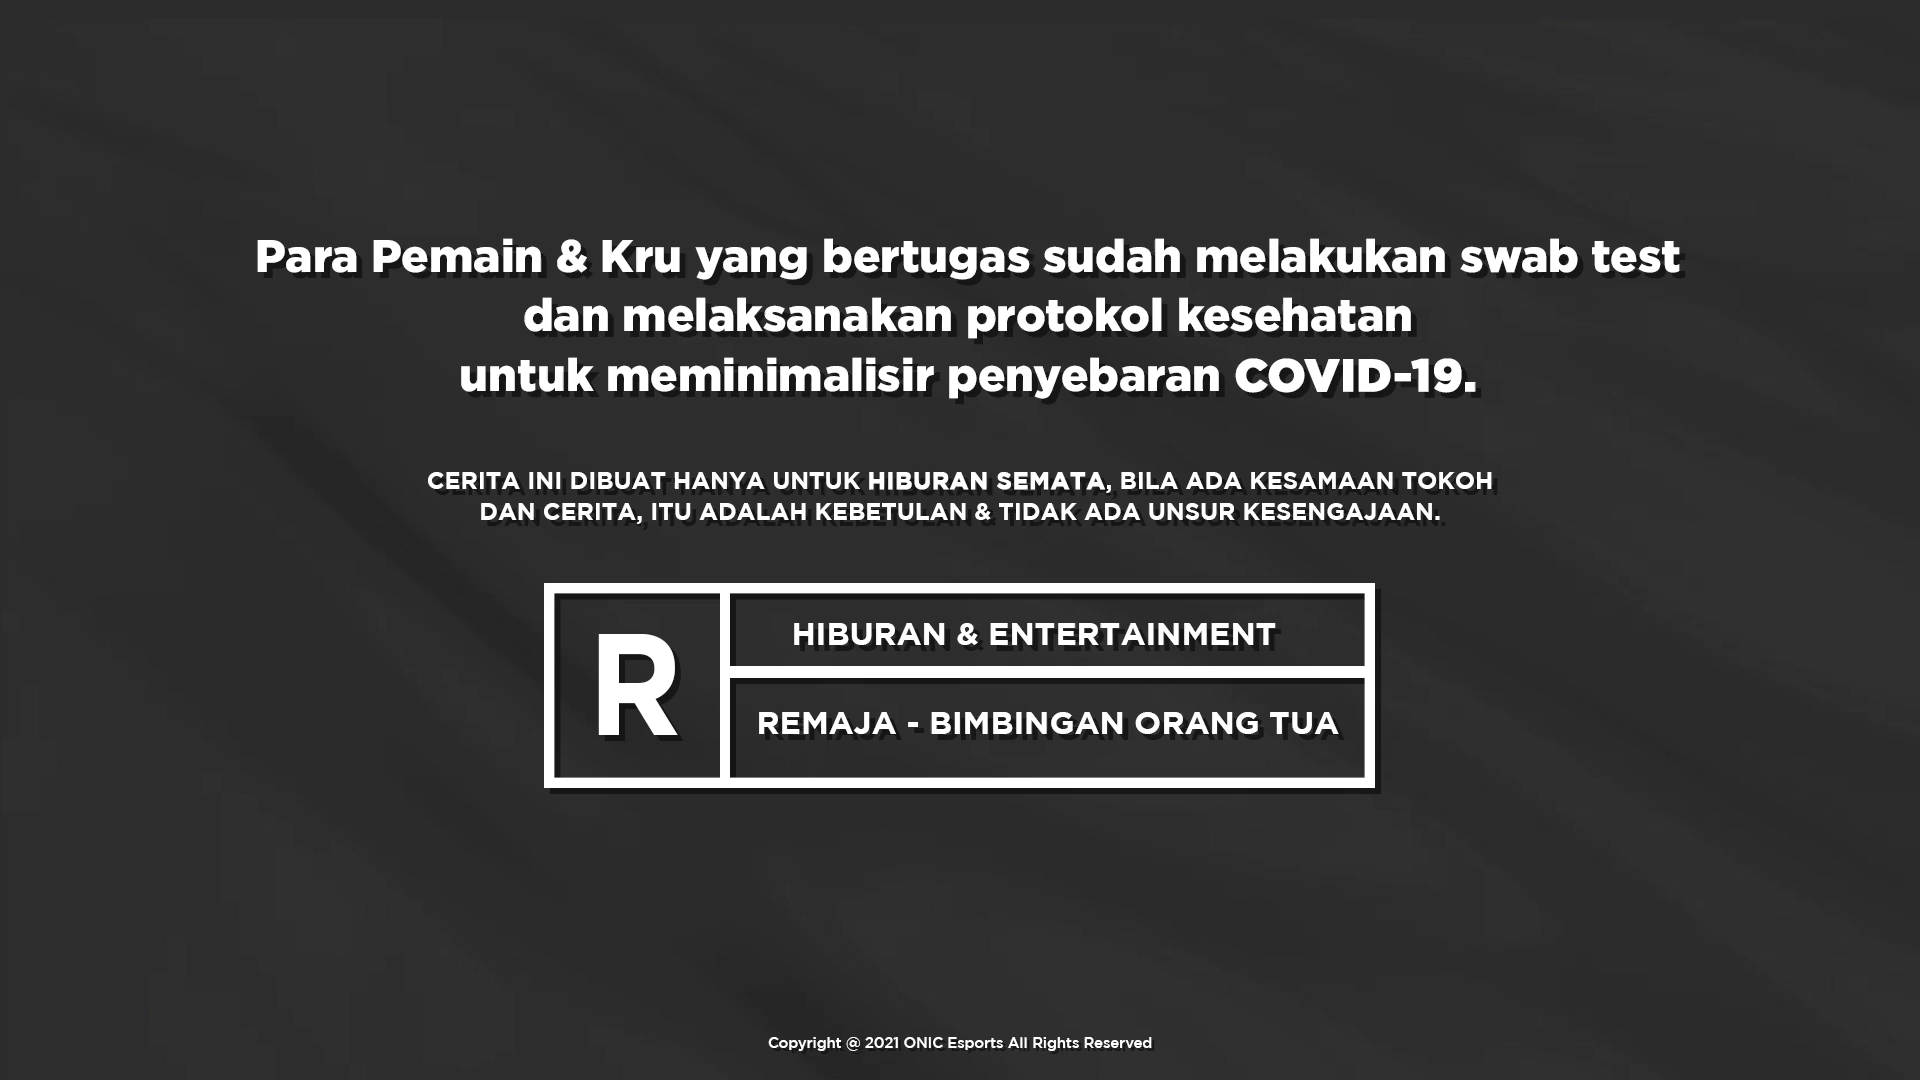 Para Pemain & Kru yang bertugas sudah melakukan swab test
dan melaksanakan protokol kesehatan
untuk meminimalisir penyebaran COVID-19.
CERITA INI DIBUAT HANYA UNTUK HIBURAN SEMATA, BILA ADA KESAMAAN TOKOH
DAN CERITA, ITU ADALAH KEBETULAN & TIDAK ADA UNSUR KESENGAJAAN.
R
HIBURAN & ENTERTAINMENT
REMAJA - BIMBINGAN ORANG TUA
Copyright @ 2021 ONIC Esports All Rights Reserved